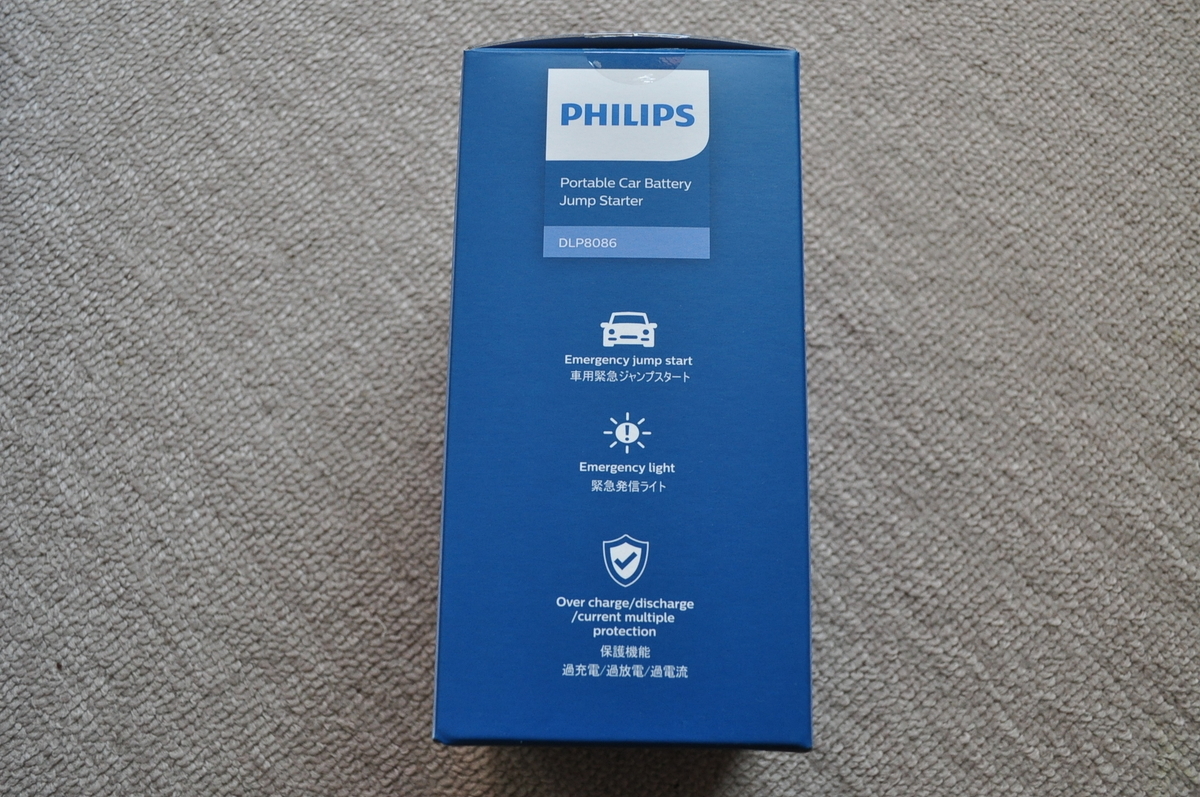 PHILIPS
Portable Car Battery
Jump Starter
DLP8086
Emergency jump start
車用緊急ジャンプスタート
Emergency light
緊急発信ライト
Over charge/discharge
/current multiple
protection
保護機能
過充電/過放電/過電流